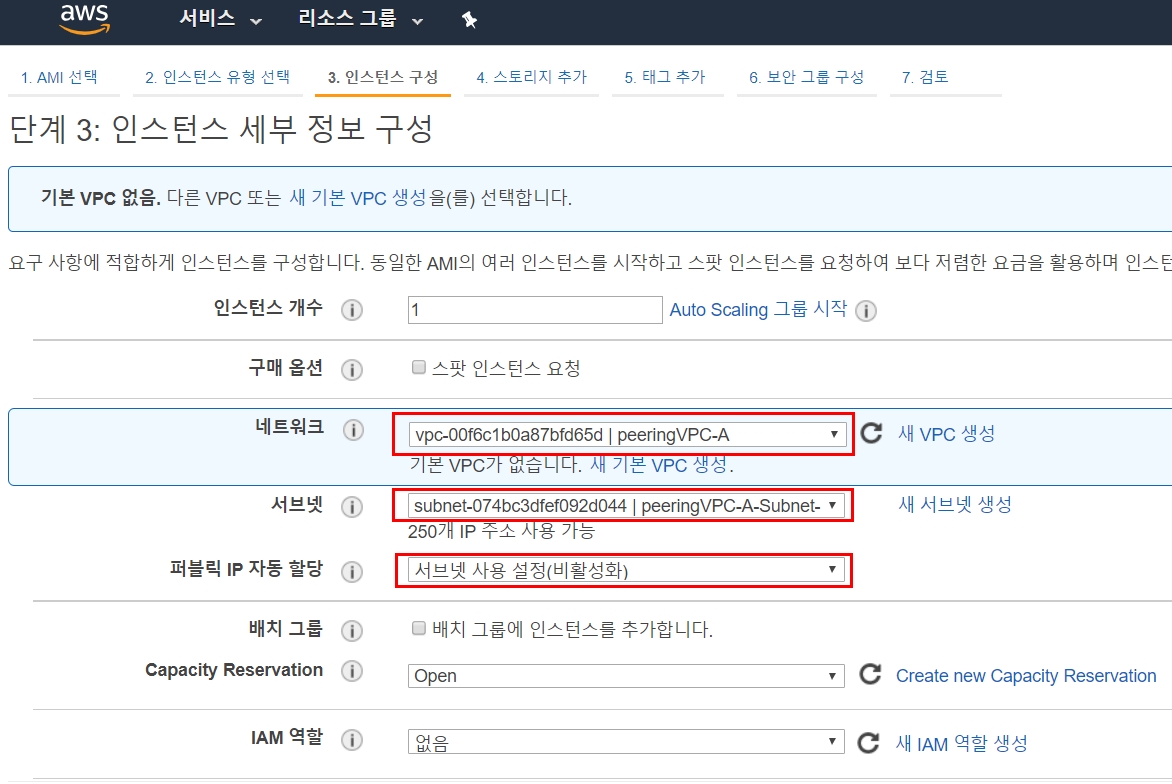 aws 서비스 리소스 그룹
1. AMI 선택 2. 인스턴스 유형 선택 3. 인스턴스 구성 4. 스토리지 추가 5. 태그 추가 6. 보안 그룹 구성 7. 검토
단계 3: 인스턴스 세부 정보 구성
기본 VPC 없음. 다른 VPC 또는 새 기본 VPC 생성을(를) 선택합니다.
요구 사항에 적합하게 인스턴스를 구성합니다. 동일한 AMI의 여러 인스턴스를 시작하고 스팟 인스턴스를 요청하여 보다 저렴한 요금을 활용하며 인스턴
인스턴스 개수 1 Auto Scaling 그룹 시작
구매 옵션 스팟 인스턴스 요청
네트워크 vpc-00f6c1b0a87bfd65d | peeringVPC-A 새 VPC 생성
기본 VPC가 없습니다. 새 기본 VPC 생성.
서브넷 subnet-074bc3dfef092d044 | peeringVPC-A-Subnet- 새 서브넷 생성
250개 IP 주소 사용 가능
퍼블릭 IP 자동 할당 서브넷 사용 설정(비활성화)
배치 그룹 배치 그룹에 인스턴스를 추가합니다.
Capacity Reservation Open Create new Capacity Reservation
IAM 역할 없음 새 IAM 역할 생성